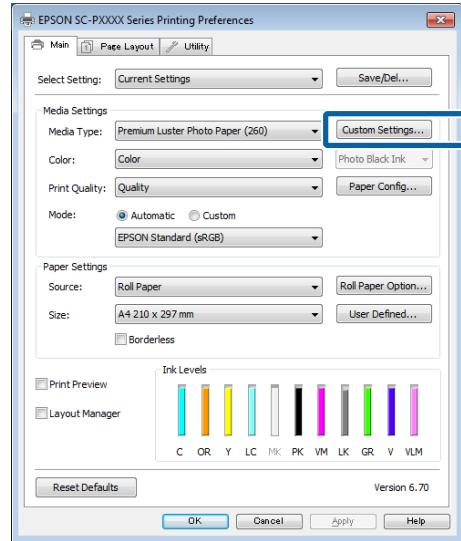 EPSON SC-PXXXX Series Printing Preferences
Main Page Layout Utility
Select Setting: Current Settings Save/Del...
Media Settings
Media Type: Premium Luster Photo Paper (260) Custom Settings...
Color: Color Photo Black Ink
Print Quality: Quality Paper Config...
Mode: Automatic Custom
EPSON Standard (sRGB)
Paper Settings
Source: Roll Paper Roll Paper Option...
Size: A4 210 x 297 mm User Defined...
Borderless
Ink Levels
Print Preview
Layout Manager
C OR Y LC MK PK VM LK GR V VLM
Reset Defaults Version 6.70
OK Cancel Apply Help